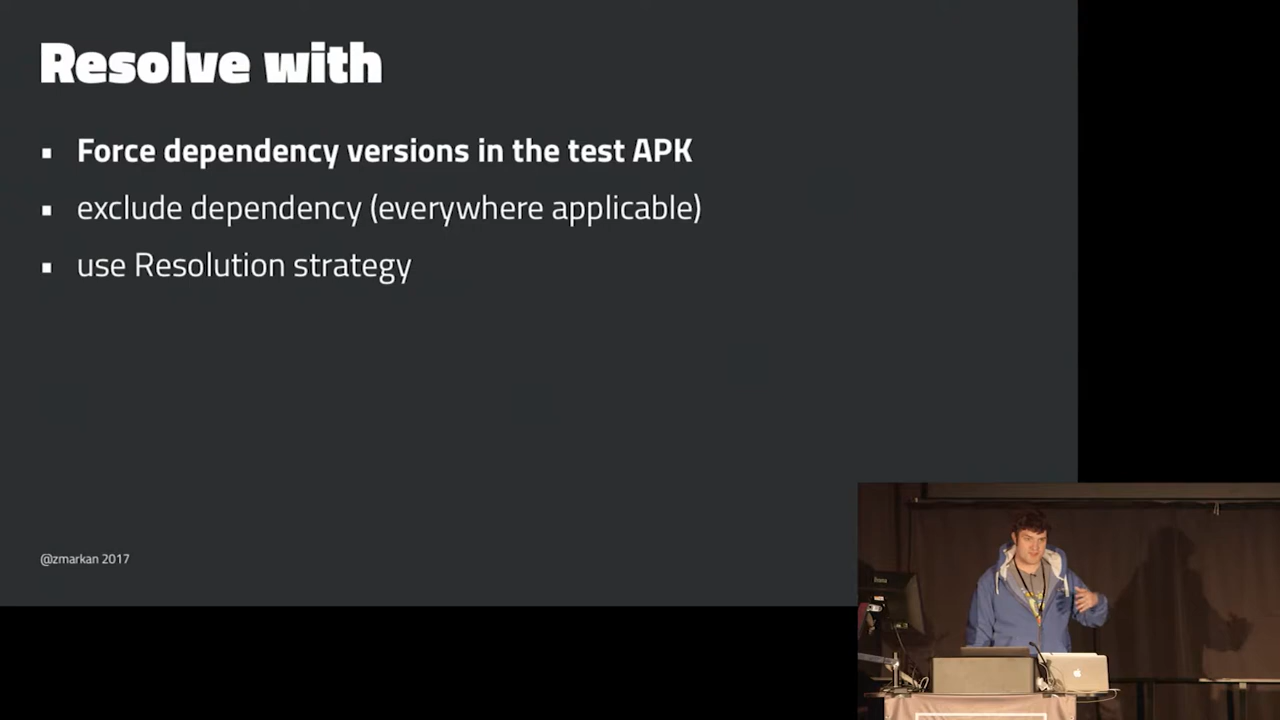 Resolve with
▪ Force dependency versions in the test APK
▪ exclude dependency (everywhere applicable)
▪ use Resolution strategy
@zmarkan 2017